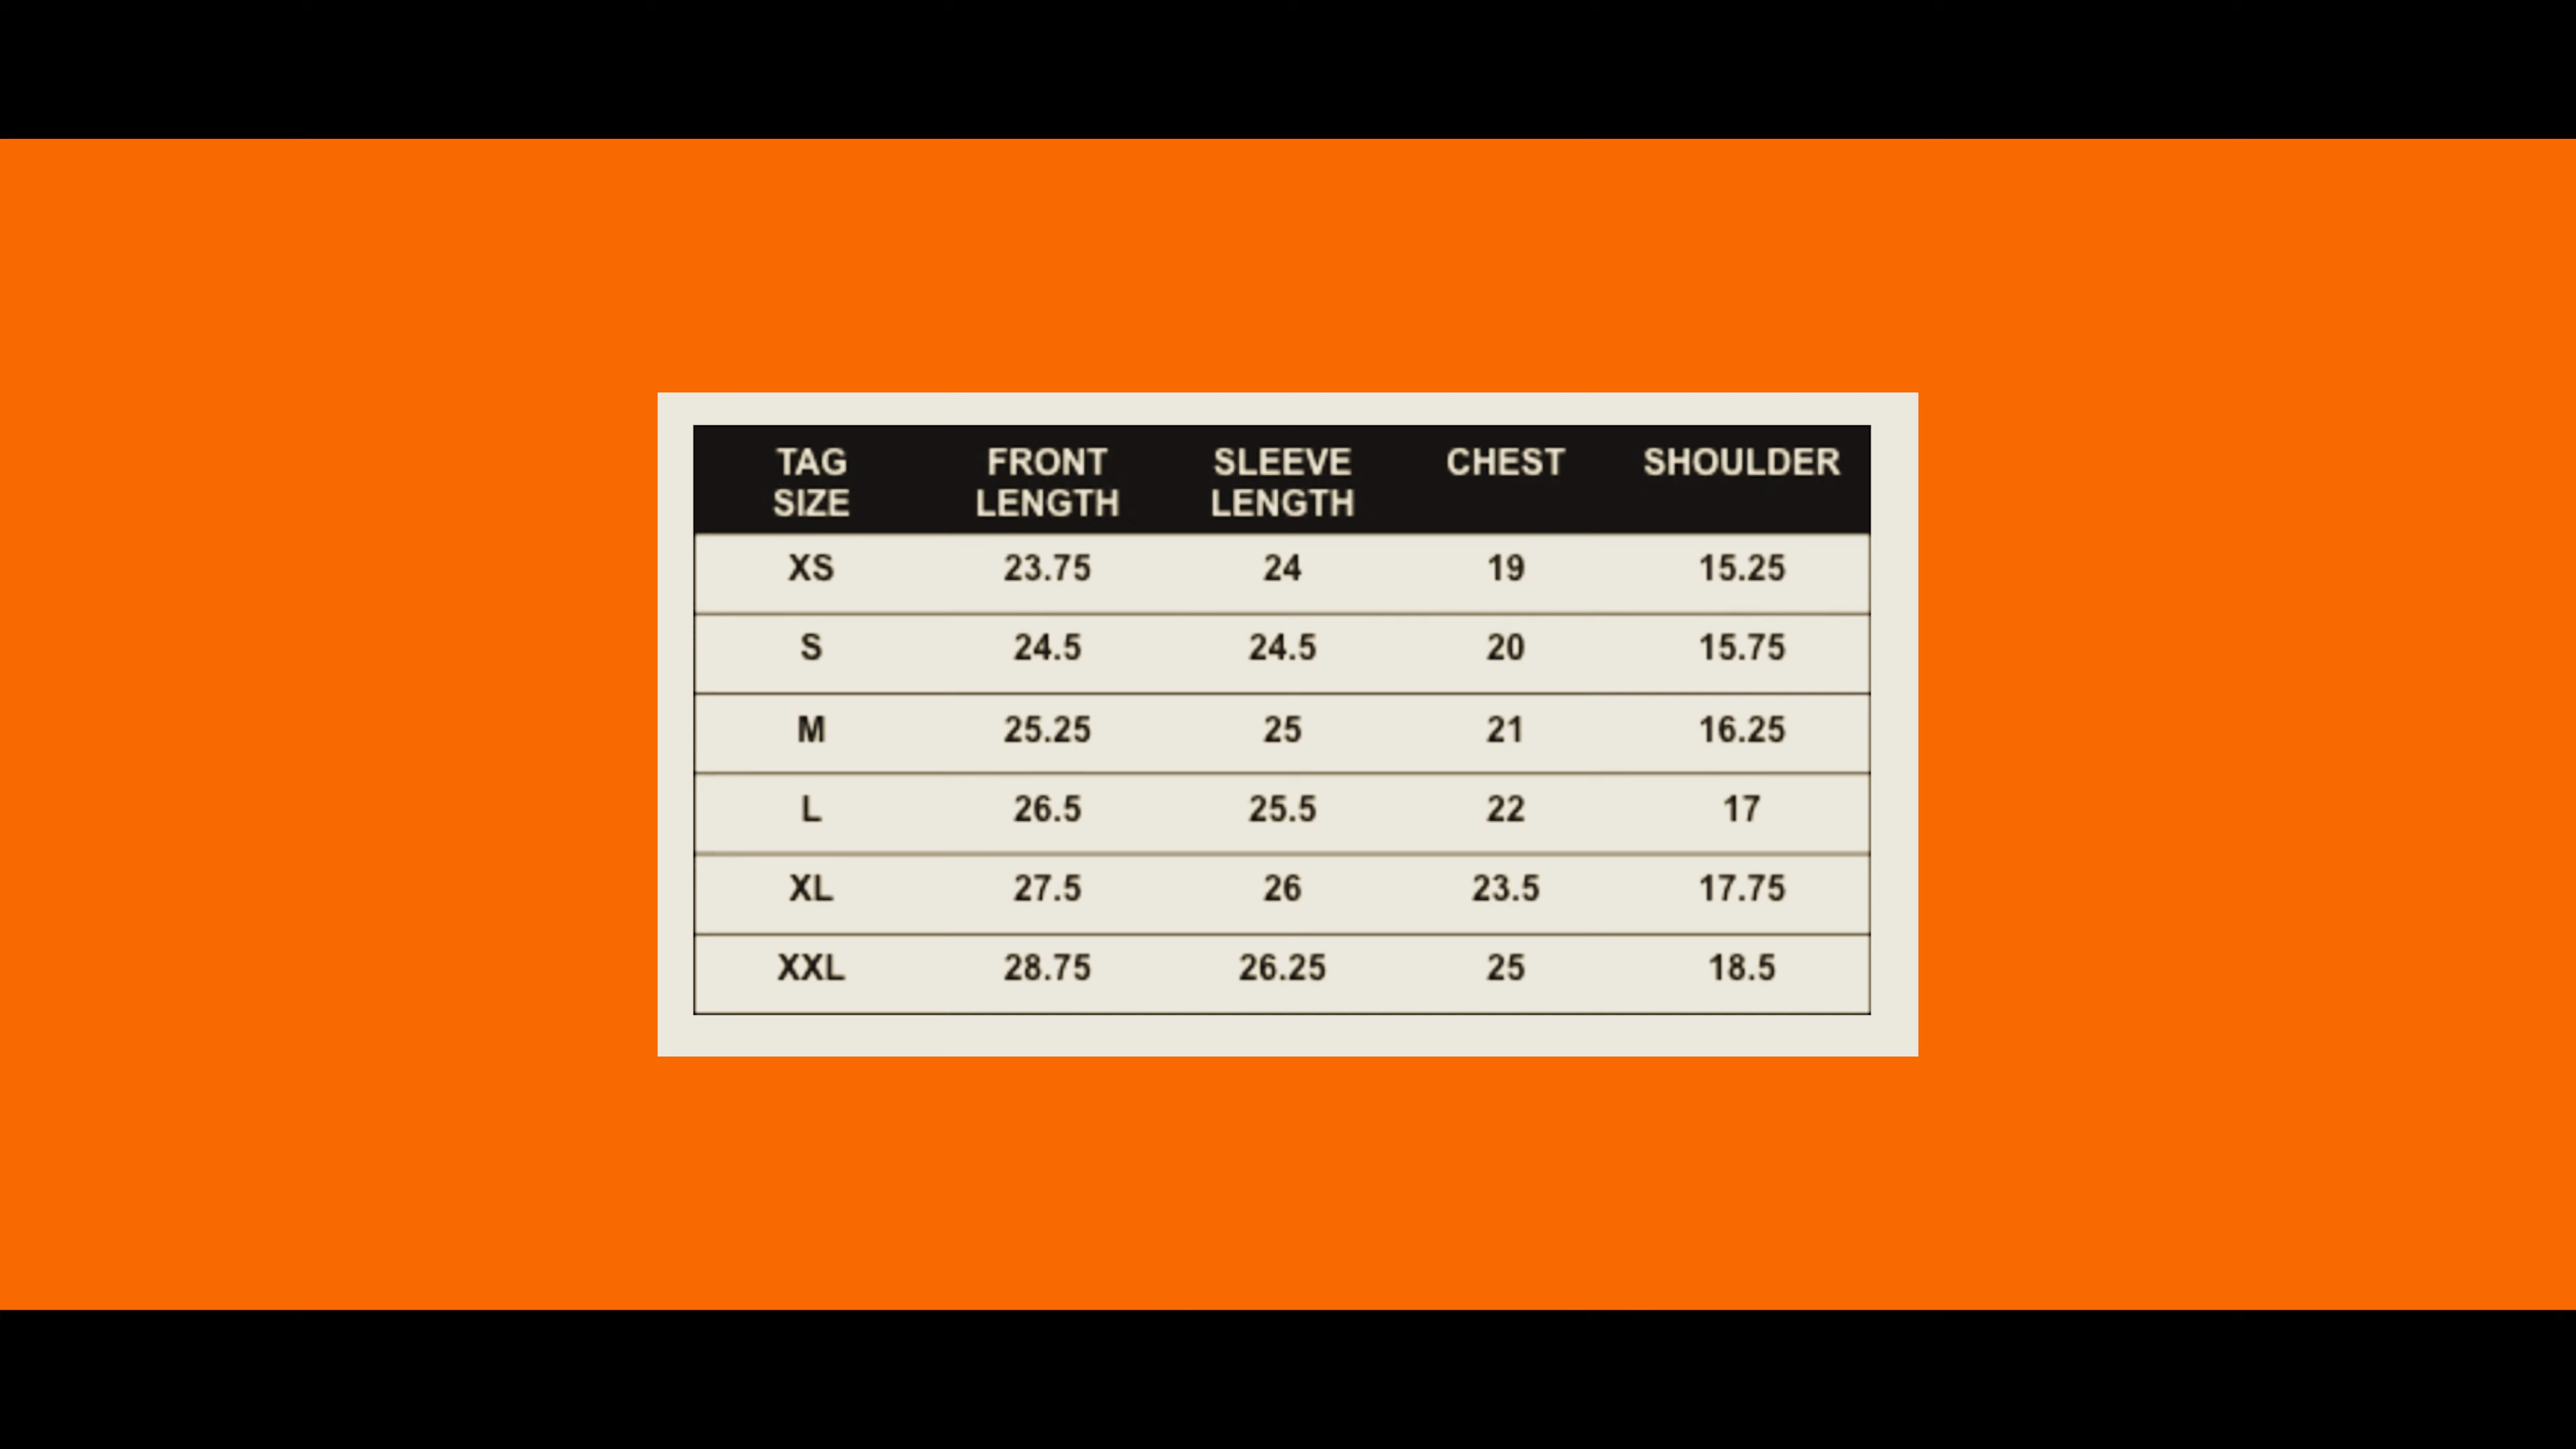 TAG SIZE FRONT LENGTH SLEEVE LENGTH CHEST SHOULDER
XS 23.75 24 19 15.25
S 24.5 24.5 20 15.75
M 25.25 25 21 16.25
L 26.5 25.5 22 17
XL 27.5 26 23.5 17.75
XXL 28.75 26.25 25 18.5